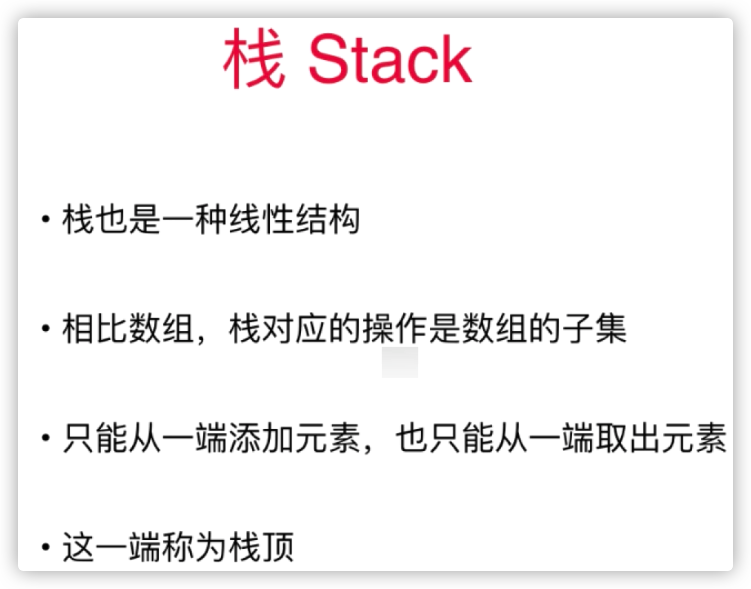 栈 Stack
• 栈也是一种线性结构
• 相比数组，栈对应的操作是数组的子集
• 只能从一端添加元素，也只能从一端取出元素
• 这一端称为栈顶